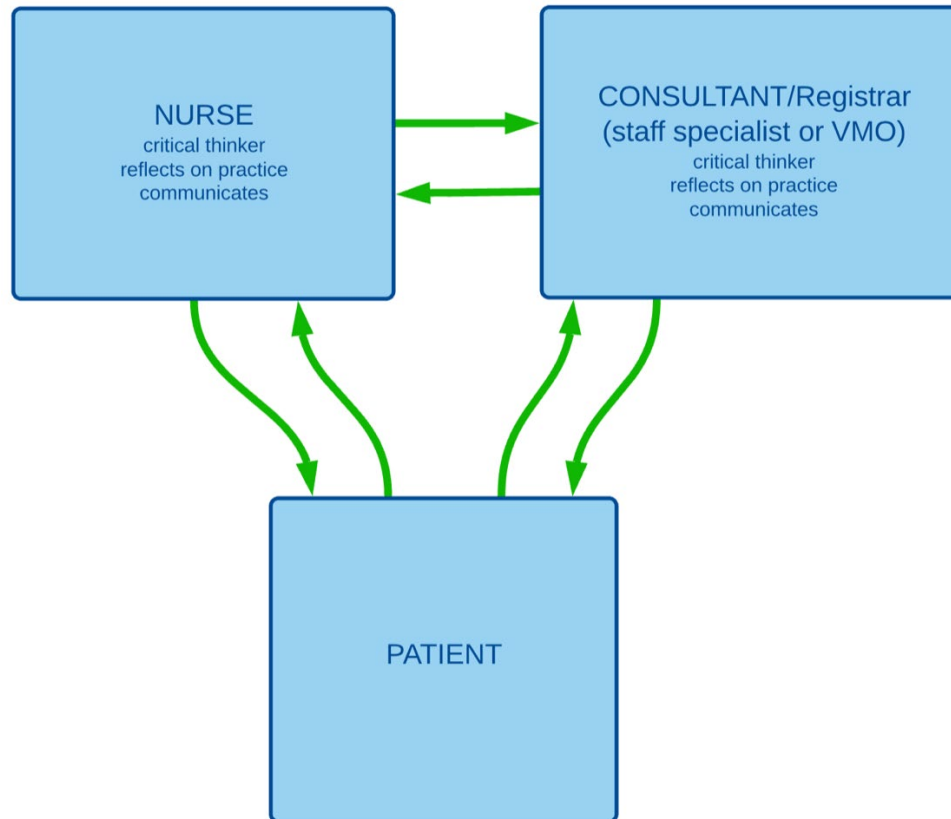 NURSE
critical thinker
reflects on practice
communicates
CONSULTANT/Registrar
(staff specialist or VMO)
critical thinker
reflects on practice
communicates
PATIENT